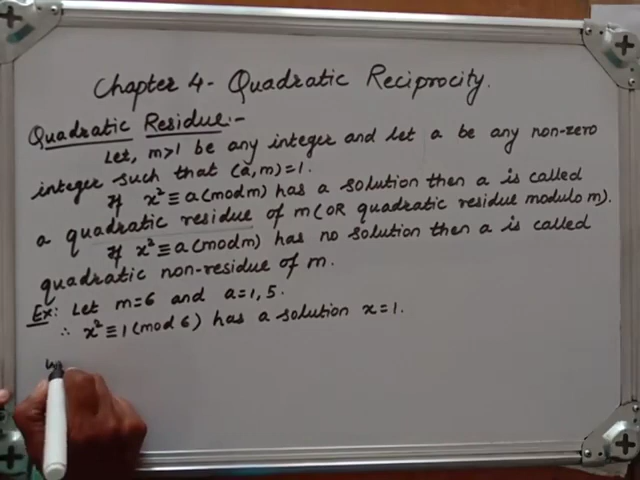 Chapter 4- Quadratic Reciprocity.
Quadratic Residue:-
Let, m>1 be any integer and let a be any non-zero
integer such that (a, m)=1.
If x² ≡ a(mod m) has a solution then a is called
a quadratic residue of m (OR quadratic residue modulo m).
If x² ≡ a(mod m) has no solution then a is called
quadratic non-residue of m.
Ex: Let m=6 and a=1, 5.
∴ x² ≡ 1 (mod 6) has a solution x=1.